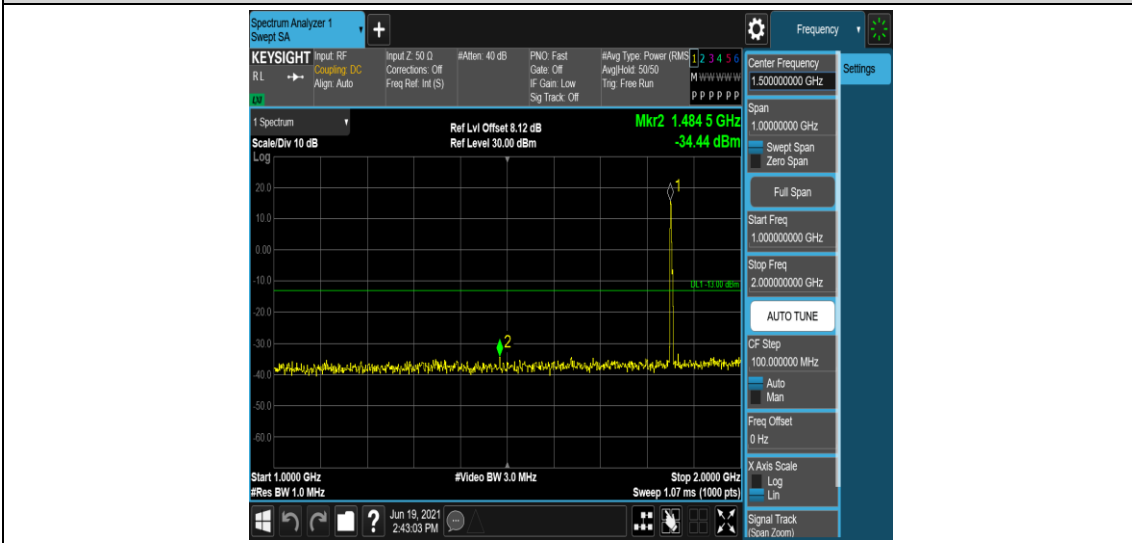 Spectrum Analyzer 1
Swept SA
+
Frequency
KEYSIGHT
RL
LXI
Input: RF
Coupling: DC
Align: Auto
Input Z: 50 Ω
Corrections: Off
Freq Ref: Int (S)
#Atten: 40 dB
PNO: Fast
Gate: Off
IF Gain: Low
Sig Track: Off
#Avg Type: Power (RMS
Avg|Hold: 50/50
Trig: Free Run
1 2 3 4 5 6
M W W W W W
P P P P P P
1 Spectrum
Scale/Div 10 dB
Ref Lvl Offset 8.12 dB
Ref Level 30.00 dBm
Mkr2 1.484 5 GHz
-34.44 dBm
Log
20.0
10.0
0.00
-10.0
-20.0
-30.0
-40.0
-50.0
-60.0
1
DL1 -13.00 dBm
2
Start 1.0000 GHz
#Res BW 1.0 MHz
#Video BW 3.0 MHz
Stop 2.0000 GHz
Sweep 1.07 ms (1000 pts)
Center Frequency
1.500000000 GHz
Settings
Span
1.00000000 GHz
Swept Span
Zero Span
Full Span
Start Freq
1.000000000 GHz
Stop Freq
2.000000000 GHz
AUTO TUNE
CF Step
100.000000 MHz
Auto
Man
Freq Offset
0 Hz
X Axis Scale
Log
Lin
Signal Track
(Span Zoom)
?
Jun 19, 2021
2:43:03 PM